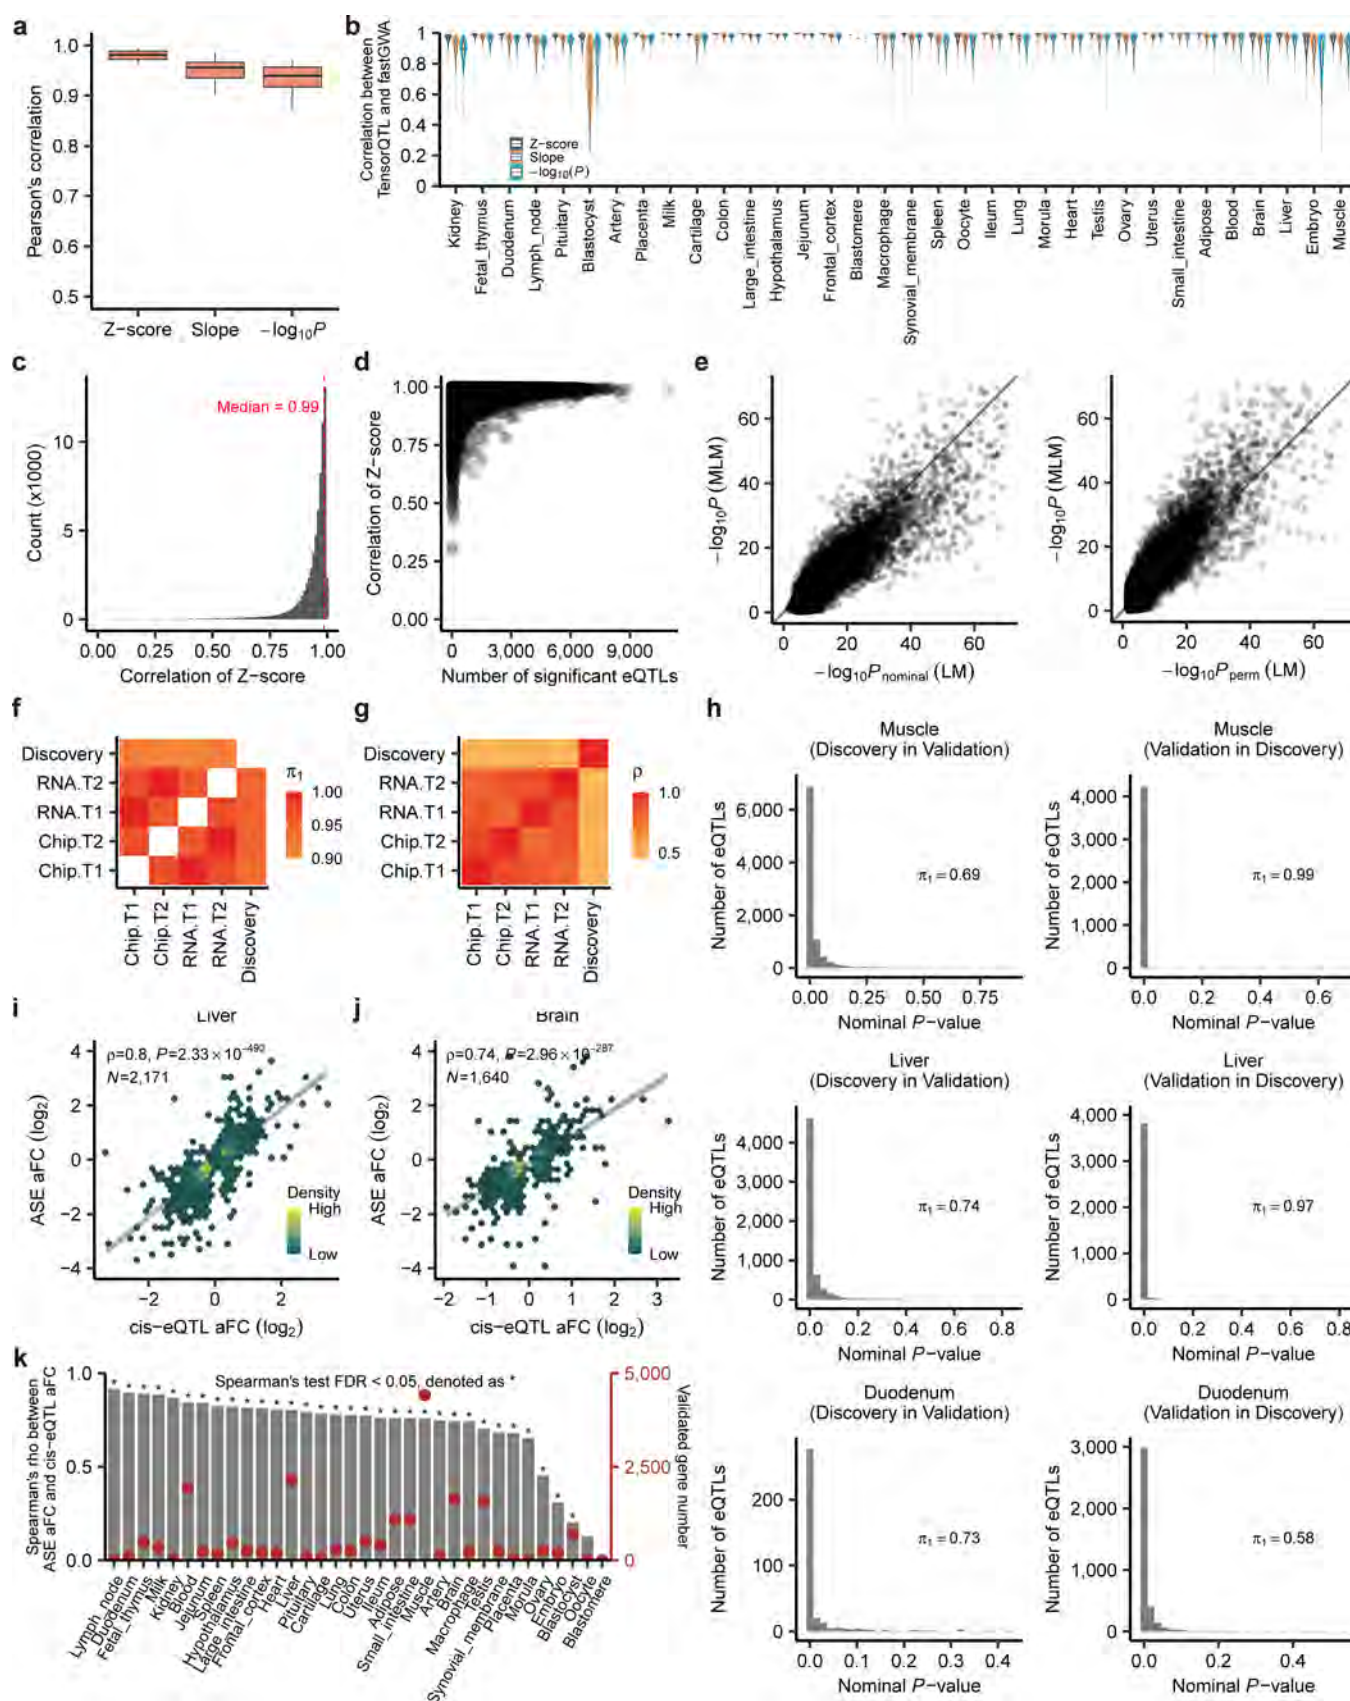 a
Pearson's correlation
1.0
0.9
0.8
0.7
0.6
0.5
Z−score
Slope
−log10P
b
Correlation between
TensorQTL and fastGWA
1
0.8
0.6
0.4
0.2
0
Z−score
Slope
−log10(P)
Kidney
Fetal_thymus
Duodenum
Lymph_node
Pituitary
Blastocyst
Artery
Placenta
Milk
Cartilage
Colon
Large_intestine
Hypothalamus
Jejunum
Frontal_cortex
Blastomere
Macrophage
Synovial_membrane
Spleen
Oocyte
Ileum
Lung
Morula
Heart
Testis
Ovary
Uterus
Small_intestine
Adipose
Blood
Brain
Liver
Embryo
Muscle
c
Median = 0.99
Count (x1000)
10
5
0
0.00
0.25
0.50
0.75
1.00
Correlation of Z−score
d
Correlation of Z−score
1.00
0.75
0.50
0.25
0.00
0
3,000
6,000
9,000
Number of significant eQTLs
e
−log10P (MLM)
60
40
20
0
0
20
40
60
−log10Pnominal (LM)
−log10P (MLM)
60
40
20
0
0
20
40
60
−log10Pperm (LM)
f
Discovery
RNA.T2
RNA.T1
Chip.T2
Chip.T1
Chip.T1
Chip.T2
RNA.T1
RNA.T2
Discovery
π1
1.00
0.95
0.90
g
Discovery
RNA.T2
RNA.T1
Chip.T2
Chip.T1
Chip.T1
Chip.T2
RNA.T1
RNA.T2
Discovery
ρ
1.0
0.5
h
Muscle
(Discovery in Validation)
Number of eQTLs
6,000
4,000
2,000
0
π1 = 0.69
0.00
0.25
0.50
0.75
Nominal P−value
Muscle
(Validation in Discovery)
Number of eQTLs
4,000
3,000
2,000
1,000
0
π1 = 0.99
0.0
0.2
0.4
0.6
Nominal P−value
Liver
(Discovery in Validation)
Number of eQTLs
4,000
3,000
2,000
1,000
0
π1 = 0.74
0.0
0.2
0.4
0.6
0.8
Nominal P−value
Liver
(Validation in Discovery)
Number of eQTLs
4,000
3,000
2,000
1,000
0
π1 = 0.97
0.0
0.2
0.4
0.6
0.8
Nominal P−value
Duodenum
(Discovery in Validation)
Number of eQTLs
200
100
0
π1 = 0.73
0.0
0.1
0.2
0.3
0.4
Nominal P−value
Duodenum
(Validation in Discovery)
Number of eQTLs
3,000
2,000
1,000
0
π1 = 0.58
0.0
0.2
0.4
Nominal P−value
i
Liver
ρ=0.8, P=2.33 × 10−492
N=2,171
ASE aFC (log2)
4
2
0
−2
−4
Density
High
Low
−2
0
2
cis−eQTL aFC (log2)
j
Brain
ρ=0.74, P=2.96 × 10−287
N=1,640
ASE aFC (log2)
4
2
0
−2
−4
Density
High
Low
−2
−1
0
1
2
3
cis−eQTL aFC (log2)
k
Spearman's rho between
ASE aFC and cis−eQTL aFC
1.0
0.5
0.0
Spearman's test FDR < 0.05, denoted as *
5,000
2,500
0
Validated gene number
Lymph_node
Duodenum
Fetal_thymus
Milk
Kidney
Blood
Jejunum
Spleen
Hypothalamus
Large_intestine
Frontal_cortex
Heart
Liver
Pituitary
Cartilage
Lung
Colon
Uterus
Ileum
Adipose
Small_intestine
Muscle
Artery
Brain
Macrophage
Testis
Synovial_membrane
Placenta
Morula
Ovary
Embryo
Blastocyst
Oocyte
Blastomere